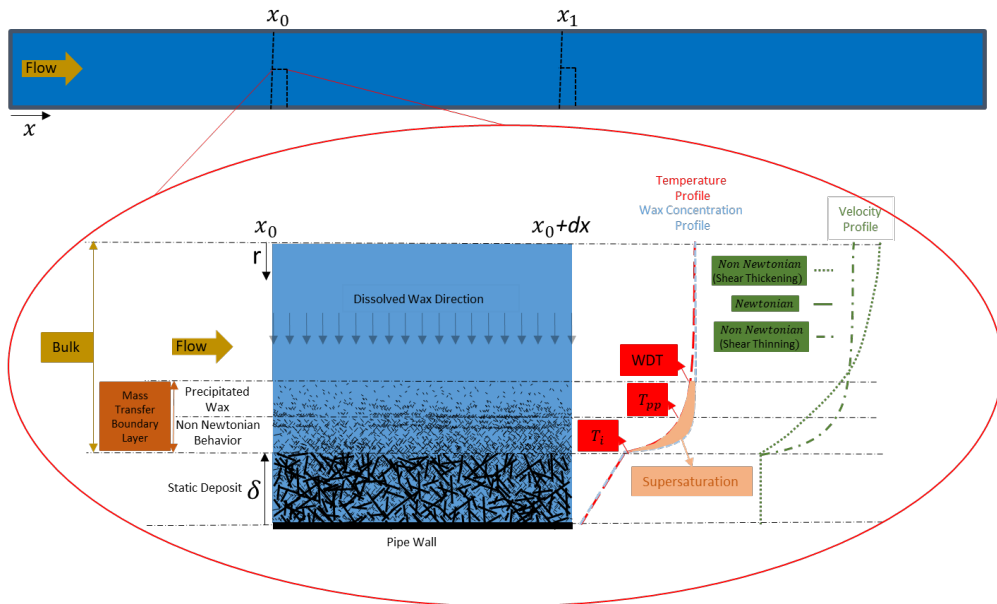 x₀
x₁
Flow
x
Temperature
Profile
Wax Concentration
Profile
Velocity
Profile
x₀
x₀+dx
r
Non Newtonian
(Shear Thickening)
Dissolved Wax Direction
Newtonian
Bulk
Flow
Non Newtonian
(Shear Thinning)
WDT
Mass
Transfer
Boundary
Layer
Precipitated
Wax
Non Newtonian
Behavior
Tₚₚ
Tᵢ
Static Deposit
δ
Supersaturation
Pipe Wall